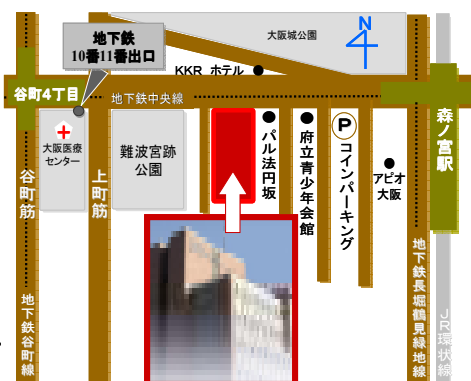 N
大阪城公園
地下鉄
10番11番出口
KKR ホテル
谷町4丁目
地下鉄中央線
大阪医療
センター
難波宮跡
公園
パル法円坂
府立青少年会館
P
コインパーキング
アピオ
大阪
森ノ宮駅
谷町筋
上町筋
地下鉄谷町線
地下鉄長堀鶴見緑地線
JR環状線